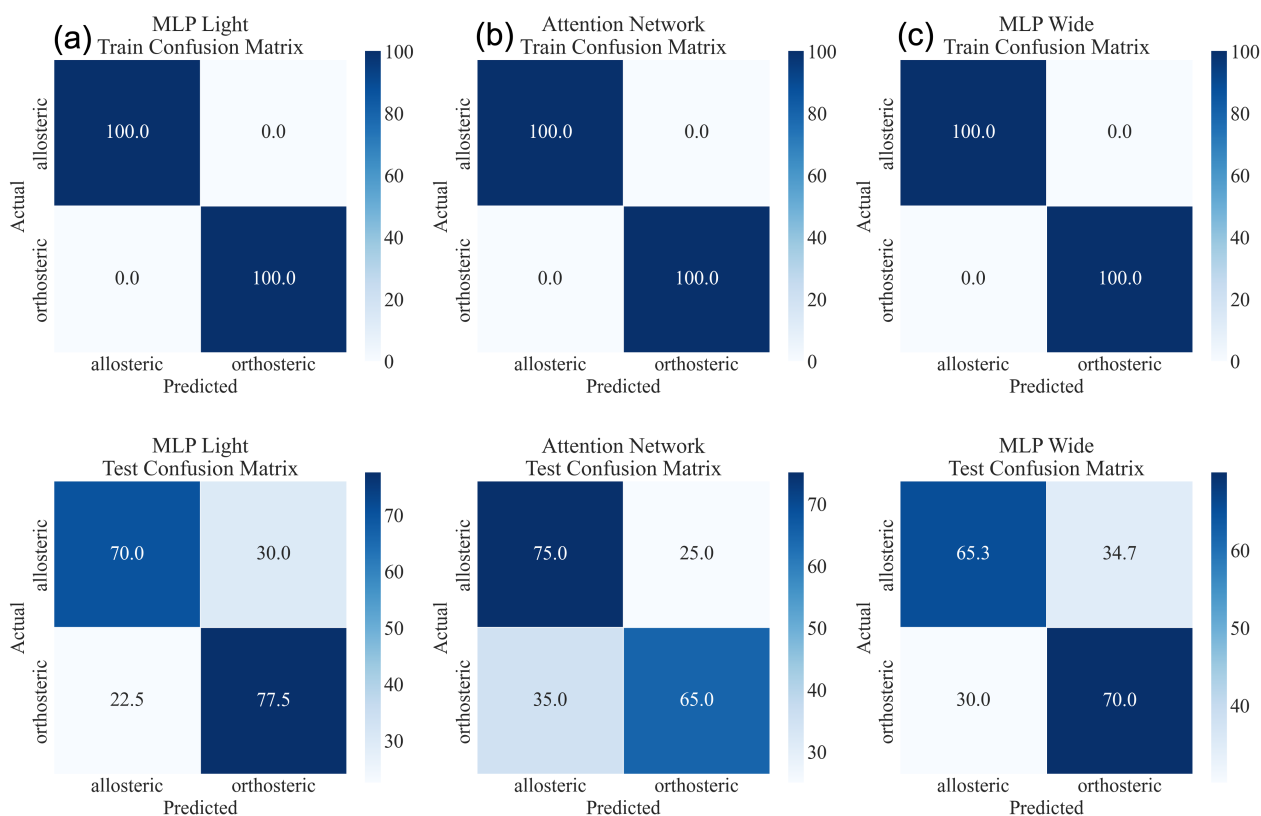 (a)
MLP Light
Train Confusion Matrix
100
80
60
40
20
0
Actual
allosteric
orthosteric
100.0
0.0
0.0
100.0
allosteric
orthosteric
Predicted
(b)
Attention Network
Train Confusion Matrix
100
80
60
40
20
0
Actual
allosteric
orthosteric
100.0
0.0
0.0
100.0
allosteric
orthosteric
Predicted
(c)
MLP Wide
Train Confusion Matrix
100
80
60
40
20
0
Actual
allosteric
orthosteric
100.0
0.0
0.0
100.0
allosteric
orthosteric
Predicted
MLP Light
Test Confusion Matrix
70
60
50
40
30
Actual
allosteric
orthosteric
70.0
30.0
22.5
77.5
allosteric
orthosteric
Predicted
Attention Network
Test Confusion Matrix
70
60
50
40
30
Actual
allosteric
orthosteric
75.0
25.0
35.0
65.0
allosteric
orthosteric
Predicted
MLP Wide
Test Confusion Matrix
60
50
40
Actual
allosteric
orthosteric
65.3
34.7
30.0
70.0
allosteric
orthosteric
Predicted